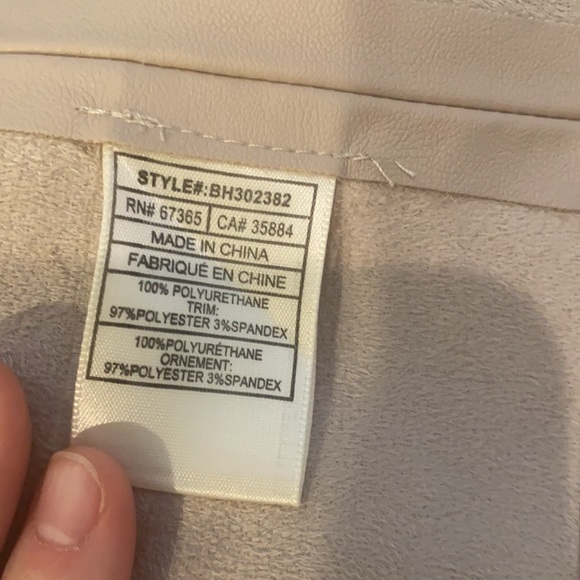 STYLE#:BH302382
RN# 67365 CA# 35884
MADE IN CHINA
FABRIQUÉ EN CHINE
100% POLYURETHANE
TRIM:
97%POLYESTER 3%SPANDEX
100%POLYURÉTHANE
ORNEMENT:
97%POLYESTER 3%SPANDEX